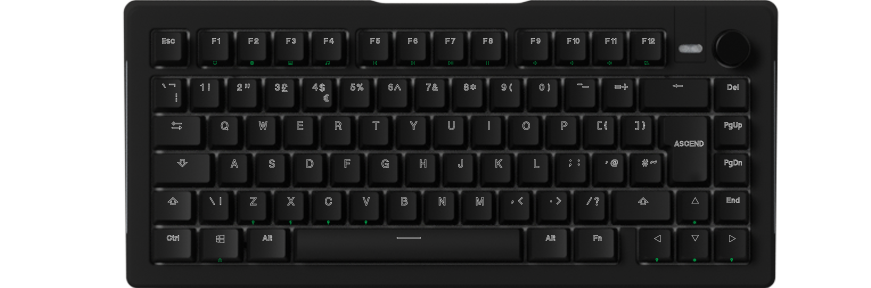 Esc F1 F2 F3 F4 F5 F6 F7 F8 F9 F10 F11 F12
1! 2" 3£ 4$ € 5% 6^ 7& 8* 9( 0) -_ =+ Del
Q W E R T Y U I O P [{ ]} PgUp
ASCEND
A S D F G H J K L ;: '@ #~ PgDn
\| Z X C V B N M ,< .> /? End
Ctrl Alt Alt Fn